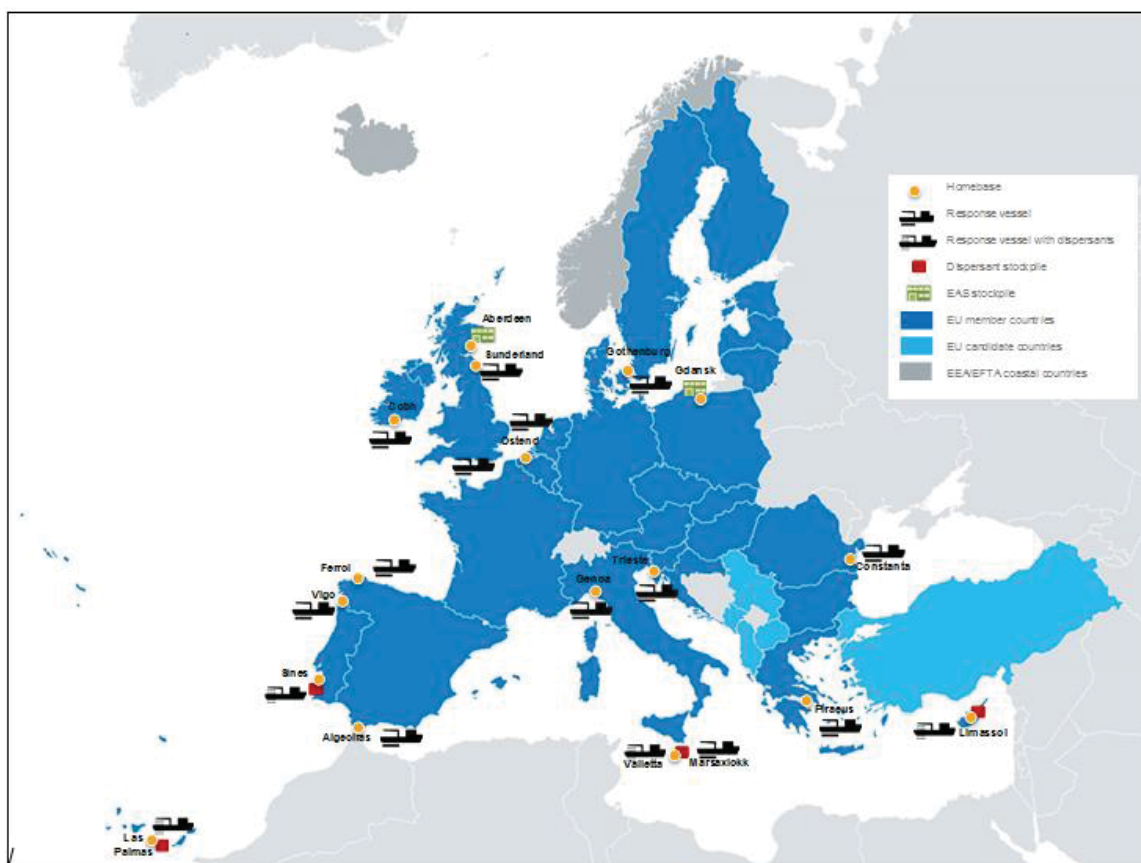 Homebase
Response vessel
Response vessel with dispersants
Dispersant stockpile
EAS stockpile
EU member countries
EU candidate countries
EEA/EFTA coastal countries
Aberdeen
Sunderland
Gothenburg
Gdansk
Cobh
Ostend
Ferrol
Vigo
Trieste
Genoa
Constanta
Sines
Algeciras
Piraeus
Limassol
Valletta
Marsaxlokk
Las
Palmas
/